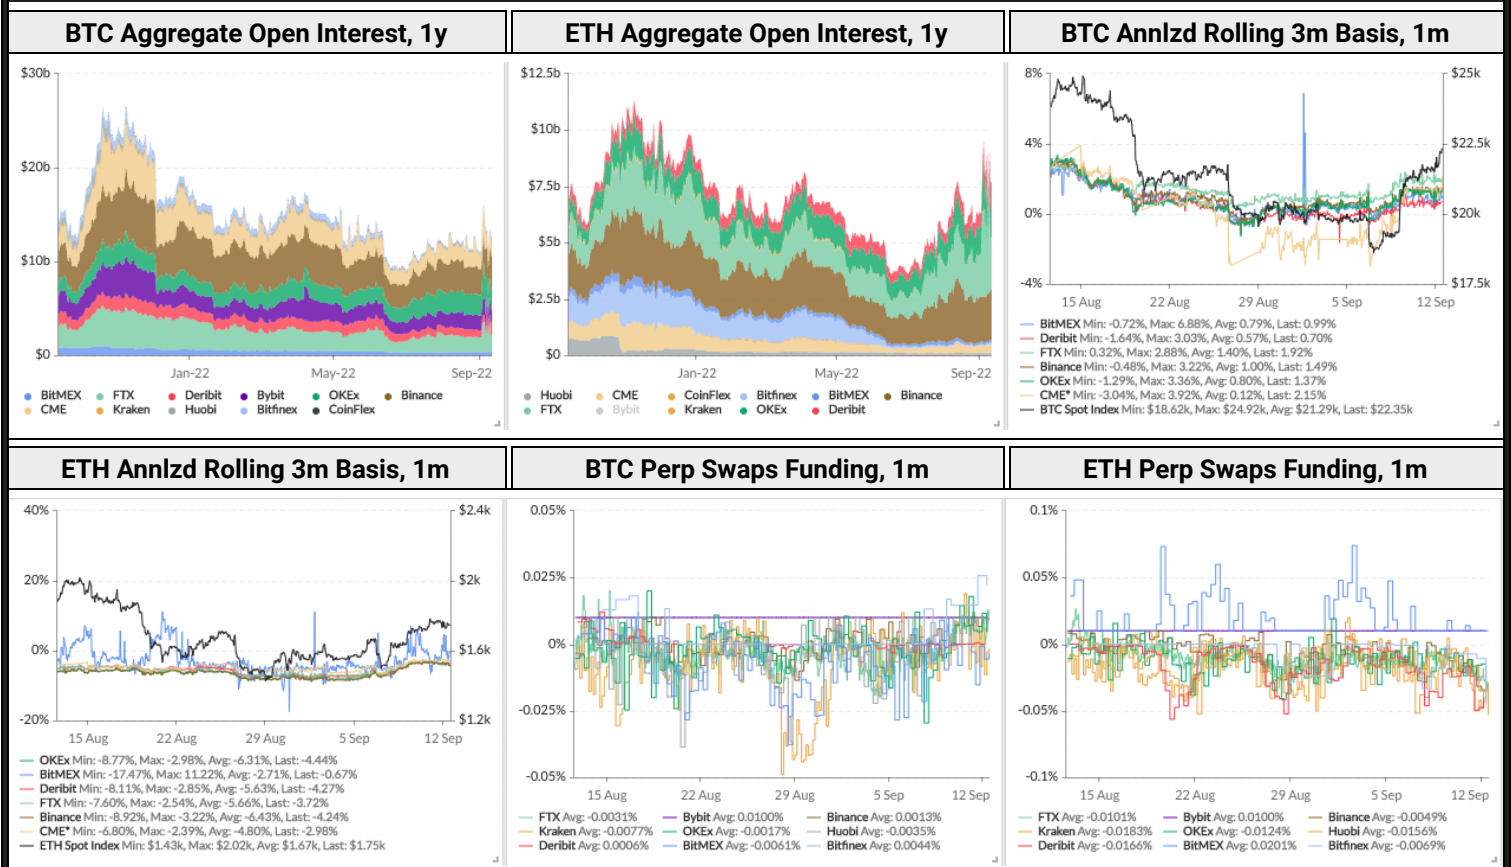 BTC Aggregate Open Interest, 1y
$30b
$20b
$10b
$0
Jan-22 May-22 Sep-22
BitMEX FTX Deribit Bybit OKEx Binance
CME Kraken Huobi Bitfinex CoinFlex
ETH Aggregate Open Interest, 1y
$12.5b
$10b
$7.5b
$5b
$2.5b
$0
Jan-22 May-22 Sep-22
Huobi CME CoinFlex Bitfinex BitMEX Binance
FTX Bybit Kraken OKEx Deribit
BTC Annlzd Rolling 3m Basis, 1m
8% $25k
4% $22.5k
0% $20k
-4% $17.5k
15 Aug 22 Aug 29 Aug 5 Sep 12 Sep
BitMEX Min: -0.72%, Max: 6.88%, Avg: 0.79%, Last: 0.99%
Deribit Min: -1.64%, Max: 3.03%, Avg: 0.57%, Last: 0.70%
FTX Min: 0.32%, Max: 2.88%, Avg: 1.40%, Last: 1.92%
Binance Min: -0.48%, Max: 3.22%, Avg: 1.00%, Last: 1.49%
OKEx Min: -1.29%, Max: 3.36%, Avg: 0.80%, Last: 1.37%
CME* Min: -3.04%, Max: 3.92%, Avg: 0.12%, Last: 2.15%
BTC Spot Index Min: $18.62k, Max: $24.92k, Avg: $21.29k, Last: $22.35k
ETH Annlzd Rolling 3m Basis, 1m
40% $2.4k
20% $2k
0% $1.6k
-20% $1.2k
15 Aug 22 Aug 29 Aug 5 Sep 12 Sep
OKEx Min: -8.77%, Max: -2.98%, Avg: -6.31%, Last: -4.44%
BitMEX Min: -17.47%, Max: 11.22%, Avg: -2.71%, Last: -0.67%
Deribit Min: -8.11%, Max: -2.85%, Avg: -5.63%, Last: -4.27%
FTX Min: -7.60%, Max: -2.54%, Avg: -5.66%, Last: -3.72%
Binance Min: -8.92%, Max: -3.22%, Avg: -6.43%, Last: -4.24%
CME* Min: -6.80%, Max: -2.39%, Avg: -4.80%, Last: -2.98%
ETH Spot Index Min: $1.43k, Max: $2.02k, Avg: $1.67k, Last: $1.75k
BTC Perp Swaps Funding, 1m
0.05%
0.025%
0%
-0.025%
-0.05%
15 Aug 22 Aug 29 Aug 5 Sep 12 Sep
FTX Avg: -0.0031% Bybit Avg: 0.0100% Binance Avg: 0.0013%
Kraken Avg: -0.0077% OKEx Avg: -0.0017% Huobi Avg: -0.0035%
Deribit Avg: 0.0006% BitMEX Avg: -0.0061% Bitfinex Avg: 0.0044%
ETH Perp Swaps Funding, 1m
0.1%
0.05%
0%
-0.05%
-0.1%
15 Aug 22 Aug 29 Aug 5 Sep 12 Sep
FTX Avg: -0.0101% Bybit Avg: 0.0100% Binance Avg: -0.0049%
Kraken Avg: -0.0183% OKEx Avg: -0.0124% Huobi Avg: -0.0156%
Deribit Avg: -0.0166% BitMEX Avg: 0.0201% Bitfinex Avg: -0.0069%